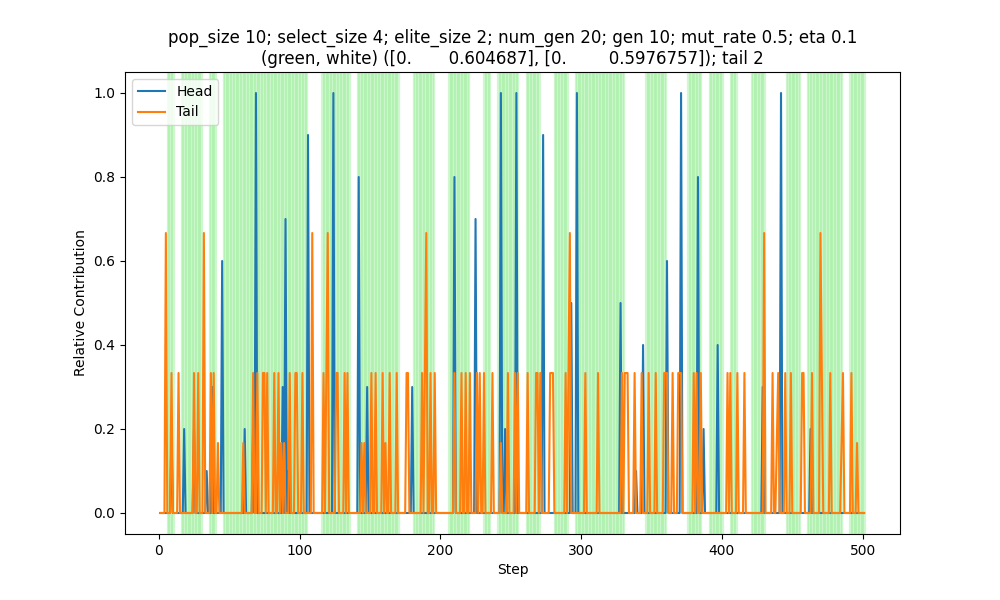 pop_size 10; select_size 4; elite_size 2; num_gen 20; gen 10; mut_rate 0.5; eta 0.1
(green, white) ([0. 0.604687], [0. 0.5976757]); tail 2
Head
Tail
1.0
0.8
0.6
0.4
0.2
0.0
Relative Contribution
0 100 200 300 400 500
Step